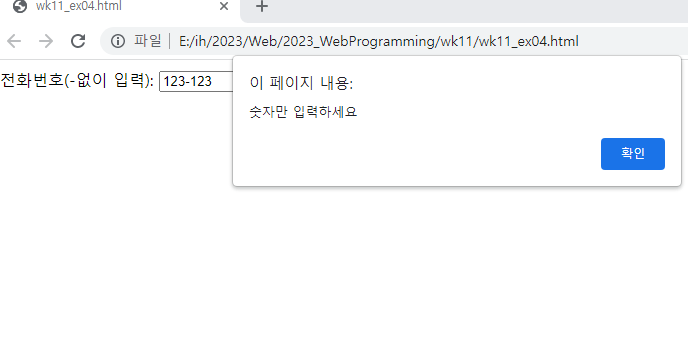 wk11_ex04.html
파일 E:/ih/2023/Web/2023_WebProgramming/wk11/wk11_ex04.html
전화번호(-없이 입력): 123-123
이 페이지 내용:
숫자만 입력하세요
확인